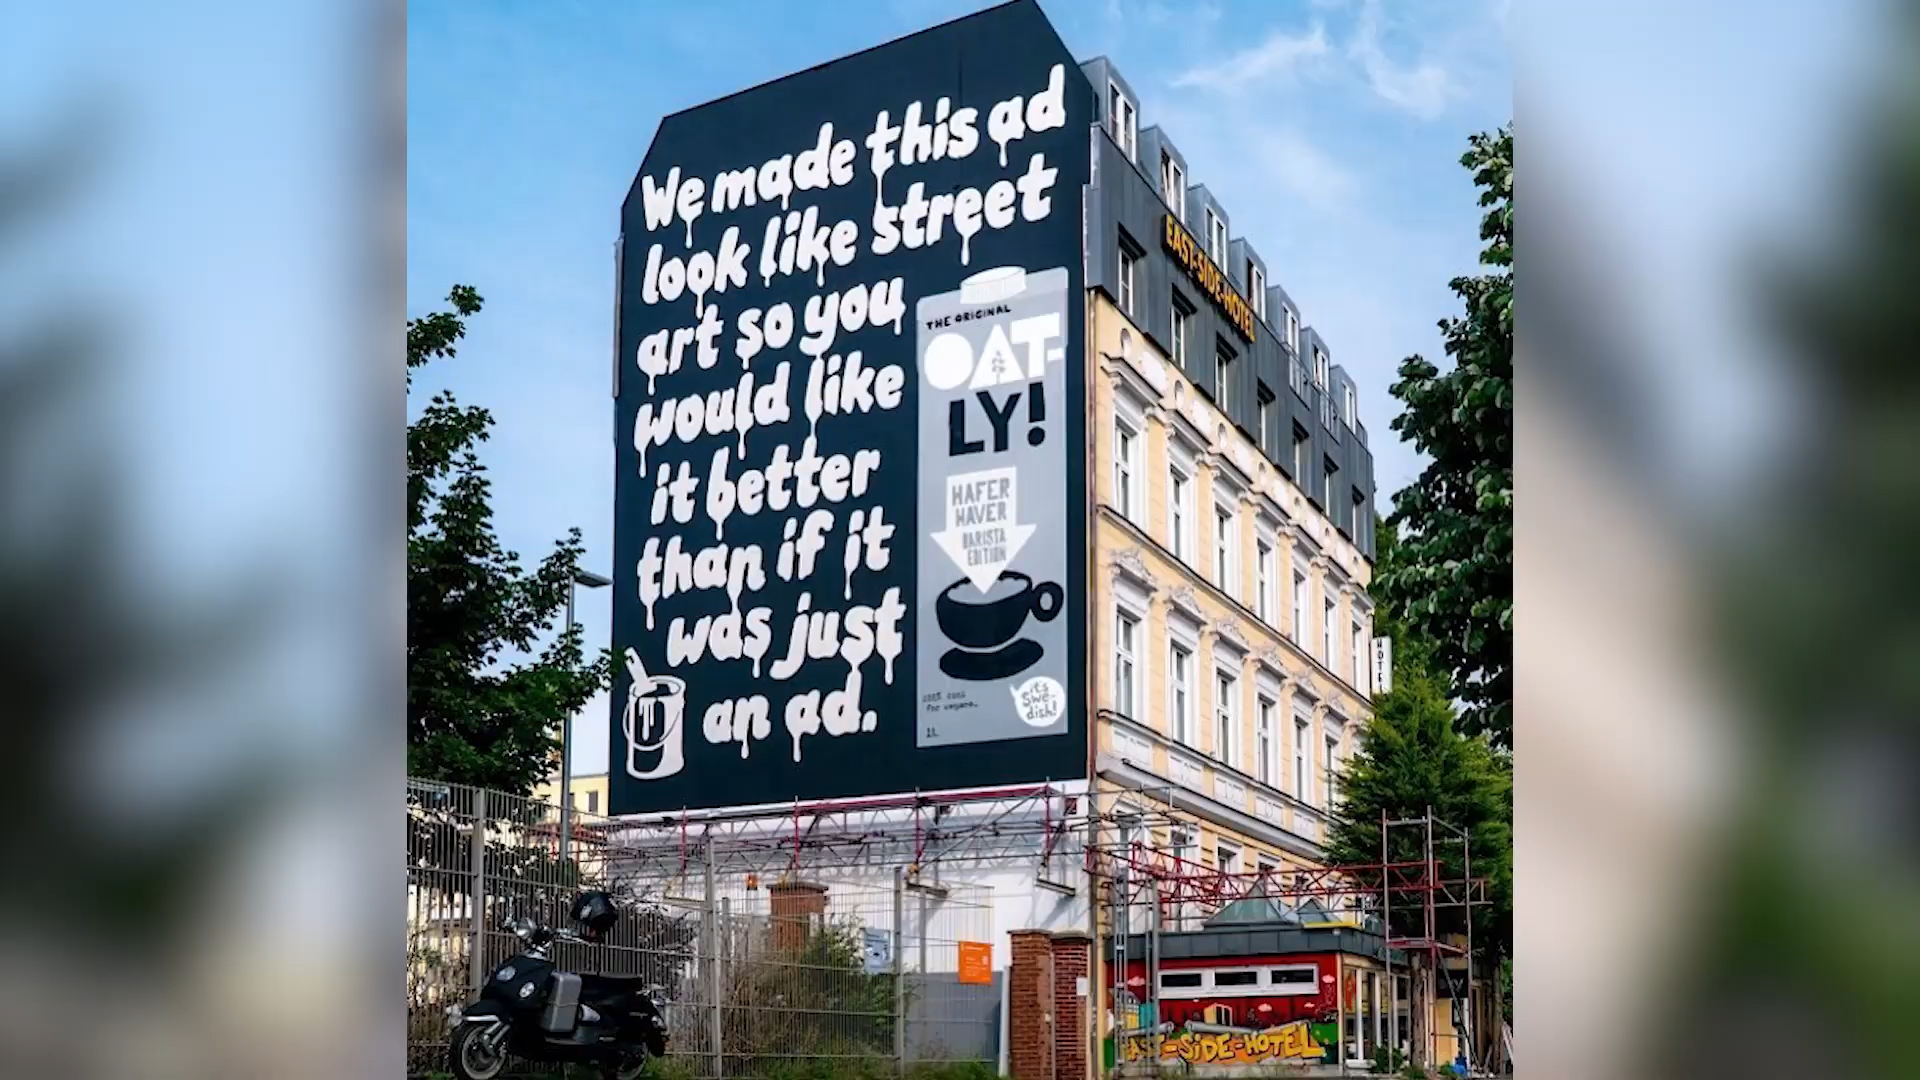 We made this ad
look like street
art so you
would like
it better
than if it
was just
an ad.
THE ORIGINAL
OAT-
LY!
HAFER
HAVER
BARISTA
EDITION
for vegans.
it's
Swe-
dish!
1L
EAST-SIDE-HOTEL
HOTEL
EAST-SIDE-HOTEL